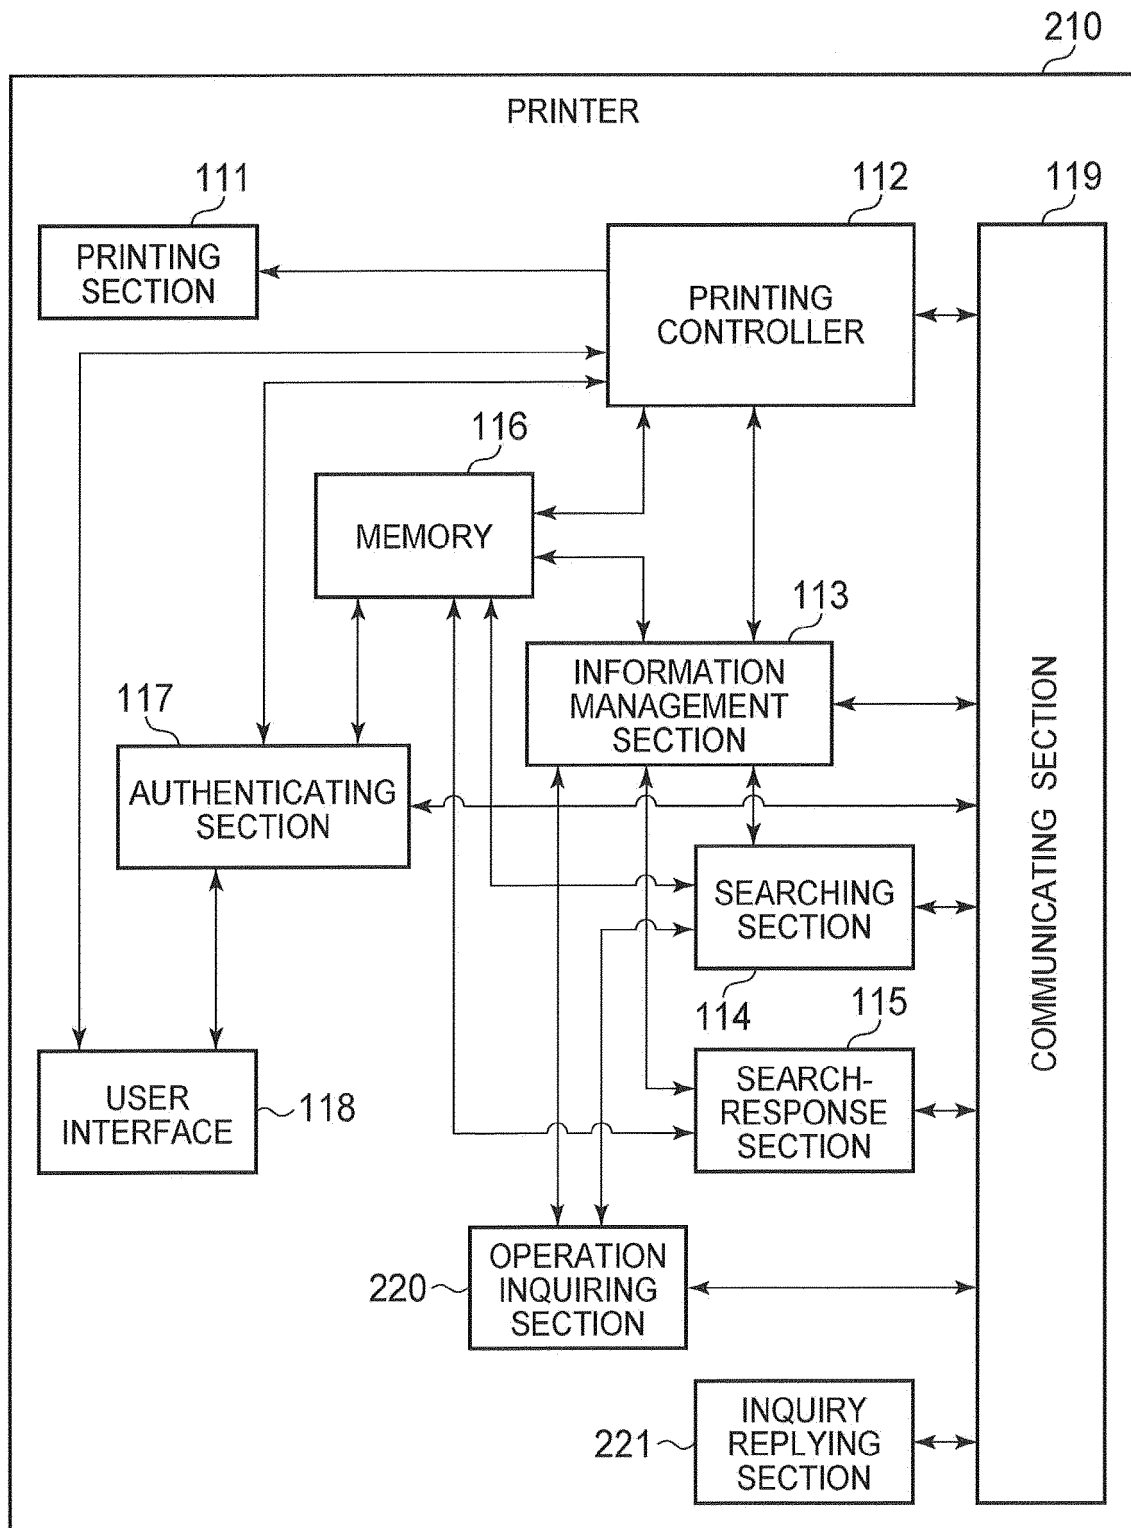 210
PRINTER
111
112
119
PRINTING
SECTION
PRINTING
CONTROLLER
116
MEMORY
113
INFORMATION
MANAGEMENT
SECTION
117
AUTHENTICATING
SECTION
COMMUNICATING SECTION
SEARCHING
SECTION
114
115
USER
INTERFACE
118
SEARCH-
RESPONSE
SECTION
OPERATION
INQUIRING
SECTION
220
INQUIRY
REPLYING
SECTION
221